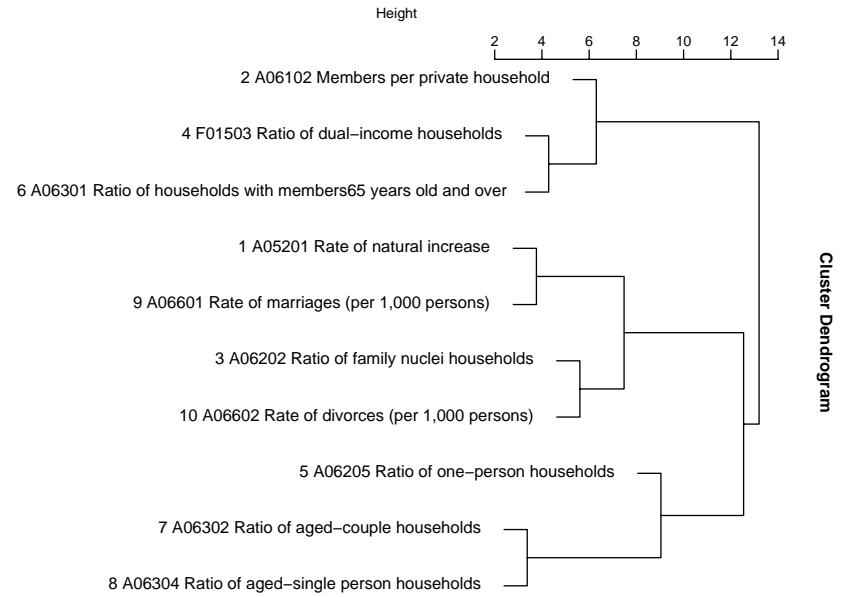 Height
2 4 6 8 10 12 14
2 A06102 Members per private household
4 F01503 Ratio of dual−income households
6 A06301 Ratio of households with members65 years old and over
1 A05201 Rate of natural increase
9 A06601 Rate of marriages (per 1,000 persons)
3 A06202 Ratio of family nuclei households
10 A06602 Rate of divorces (per 1,000 persons)
5 A06205 Ratio of one−person households
7 A06302 Ratio of aged−couple households
8 A06304 Ratio of aged−single person households
Cluster Dendrogram